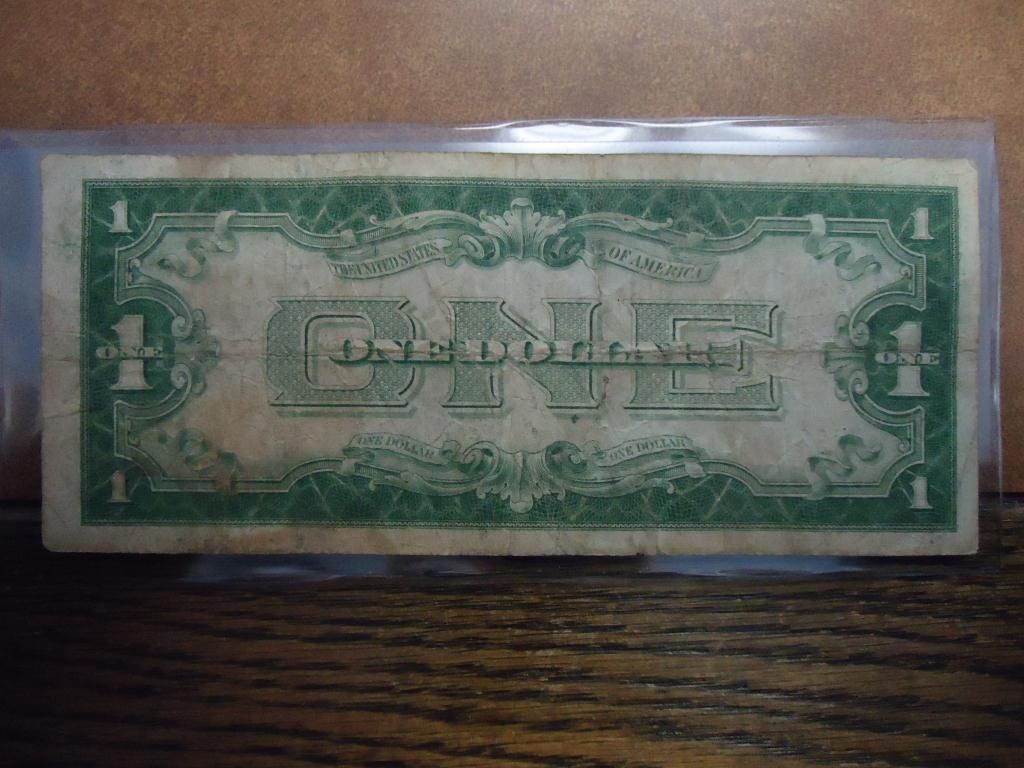 1 1
THE UNITED STATES OF AMERICA
ONE
ONE DOLLAR
1 ONE 1 ONE
ONE DOLLAR ONE DOLLAR
1 1